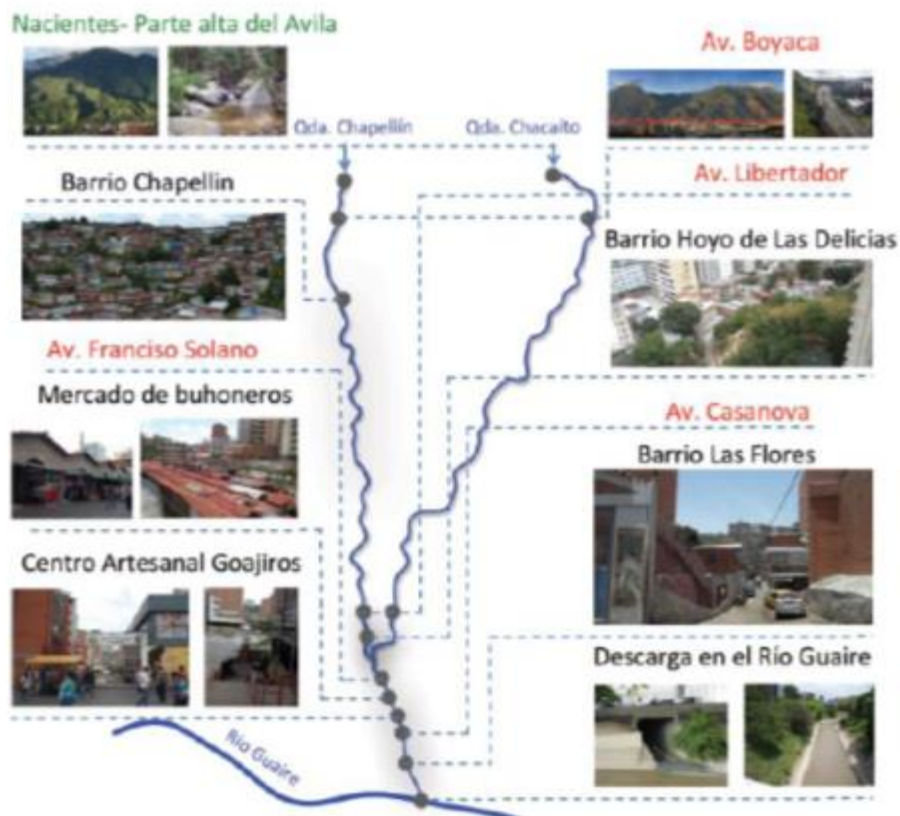 Nacientes- Parte alta del Avila
Av. Boyaca
Qda. Chapellín
Qda. Chacaíto
Barrio Chapellin
Av. Libertador
Barrio Hoyo de Las Delicias
Av. Franciso Solano
Mercado de buhoneros
Av. Casanova
Barrio Las Flores
Centro Artesanal Goajiros
Descarga en el Río Guaire
Río Guaire